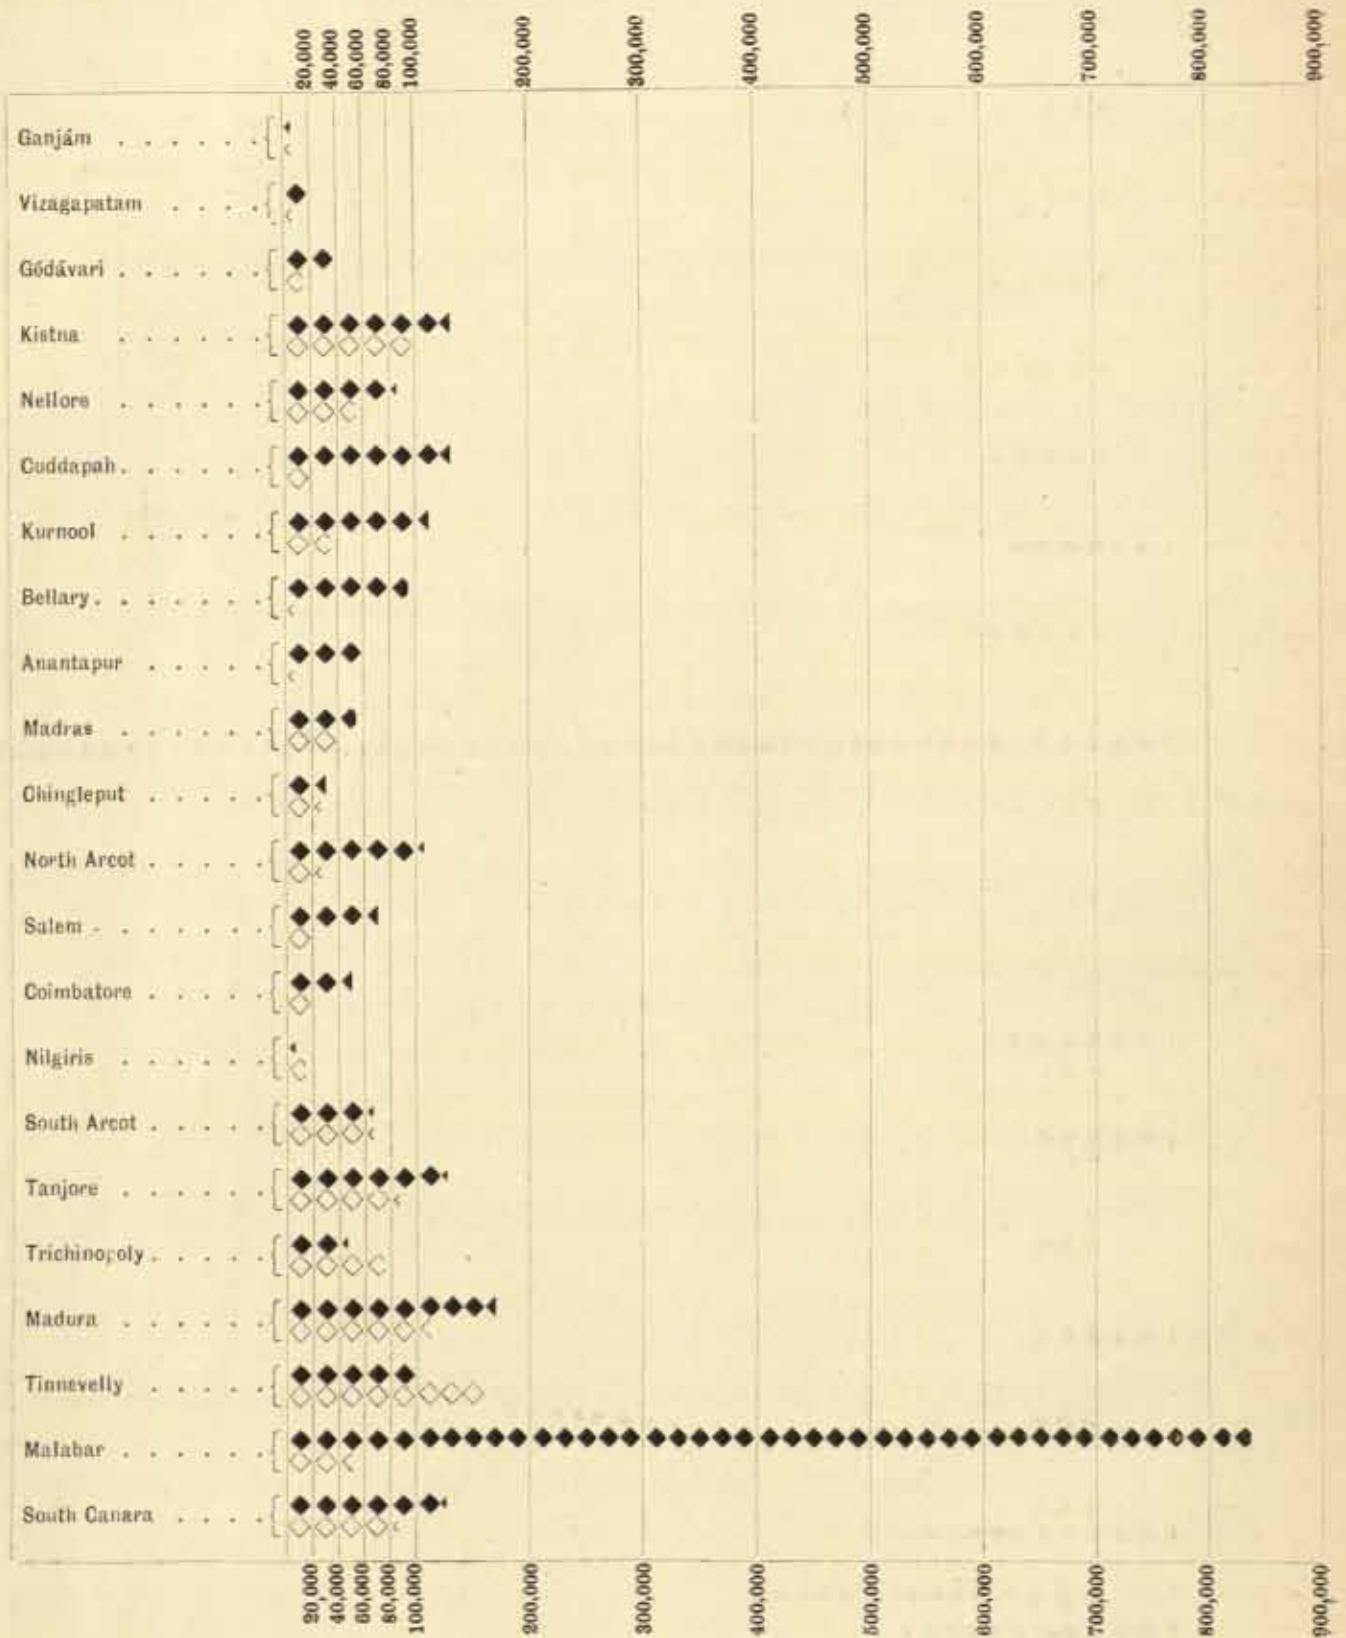 20,000 40,000 60,000 80,000 100,000 200,000 300,000 400,000 500,000 600,000 700,000 800,000 900,000
Ganjám . . . . . .
Vizagapatam . . . .
Gódávari . . . . . .
Kistna . . . . . .
Nellore . . . . . .
Cuddapah . . . . . .
Kurnool . . . . . .
Bellary . . . . . . .
Anantapur . . . . .
Madras . . . . . .
Chingleput . . . . .
North Arcot . . . . .
Salem . . . . . . .
Coimbatore . . . . .
Nilgiris . . . . . .
South Arcot . . . . .
Tanjore . . . . . .
Trichinopoly . . . . .
Madura . . . . . .
Tinnevelly . . . . .
Malabar . . . . . .
South Canara . . . .
20,000 40,000 60,000 80,000 100,000 200,000 300,000 400,000 500,000 600,000 700,000 800,000 900,000